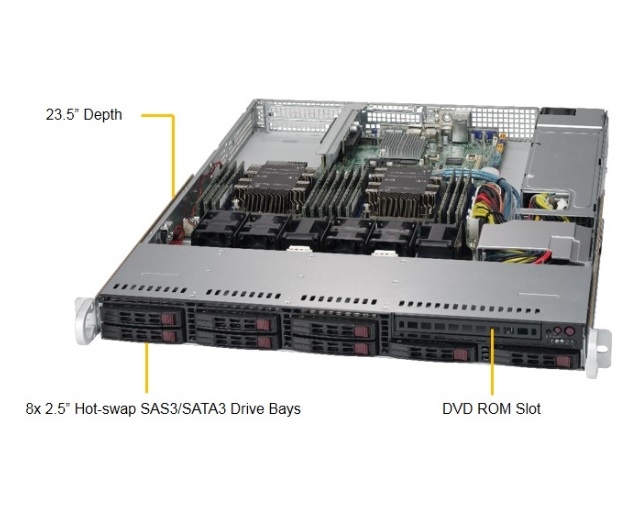 23.5” Depth
8x 2.5” Hot-swap SAS3/SATA3 Drive Bays
DVD ROM Slot